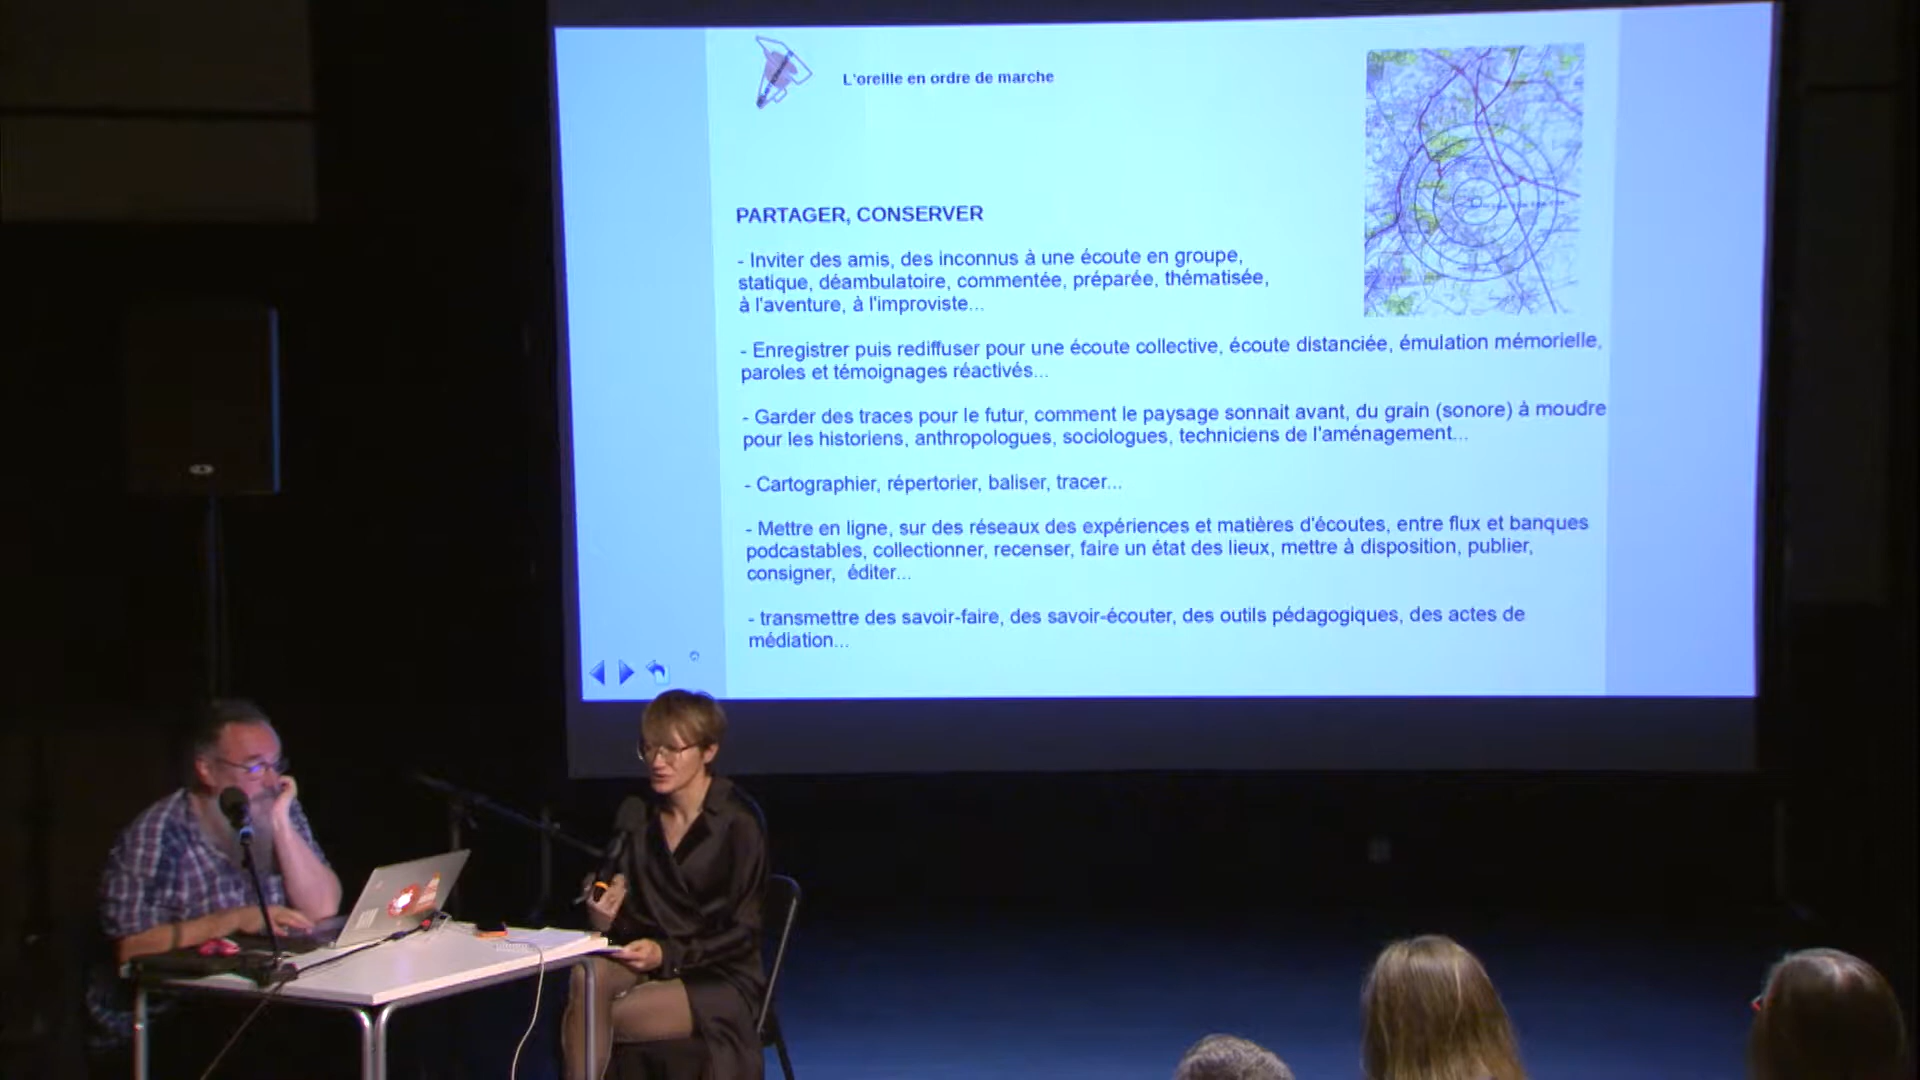 L'oreille en ordre de marche
PARTAGER, CONSERVER
- Inviter des amis, des inconnus à une écoute en groupe,
statique, déambulatoire, commentée, préparée, thématisée,
à l'aventure, à l'improviste...
- Enregistrer puis rediffuser pour une écoute collective, écoute distanciée, émulation mémorielle,
paroles et témoignages réactivés...
- Garder des traces pour le futur, comment le paysage sonnait avant, du grain (sonore) à moudre
pour les historiens, anthropologues, sociologues, techniciens de l'aménagement...
- Cartographier, répertorier, baliser, tracer...
- Mettre en ligne, sur des réseaux des expériences et matières d'écoutes, entre flux et banques
podcastables, collectionner, recenser, faire un état des lieux, mettre à disposition, publier,
consigner, éditer...
- transmettre des savoir-faire, des savoir-écouter, des outils pédagogiques, des actes de
médiation...